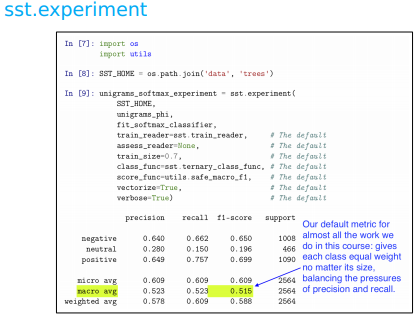 sst.experiment
In [7]: import os
import utils
In [8]: SST_HOME = os.path.join('data', 'trees')
In [9]: unigrams_softmax_experiment = sst.experiment(
SST_HOME,
unigrams_phi,
fit_softmax_classifier,
train_reader=sst.train_reader, # The default
assess_reader=None, # The default
train_size=0.7, # The default
class_func=sst.ternary_class_func, # The default
score_func=utils.safe_macro_f1, # The default
vectorize=True, # The default
verbose=True) # The default
precision recall f1-score support
negative 0.640 0.662 0.650 1008
neutral 0.280 0.150 0.196 466
positive 0.649 0.757 0.699 1090
micro avg 0.609 0.609 0.609 2564
macro avg 0.523 0.523 0.515 2564
weighted avg 0.578 0.609 0.588 2564
Our default metric for
almost all the work we
do in this course: gives
each class equal weight
no matter its size,
balancing the pressures
of precision and recall.